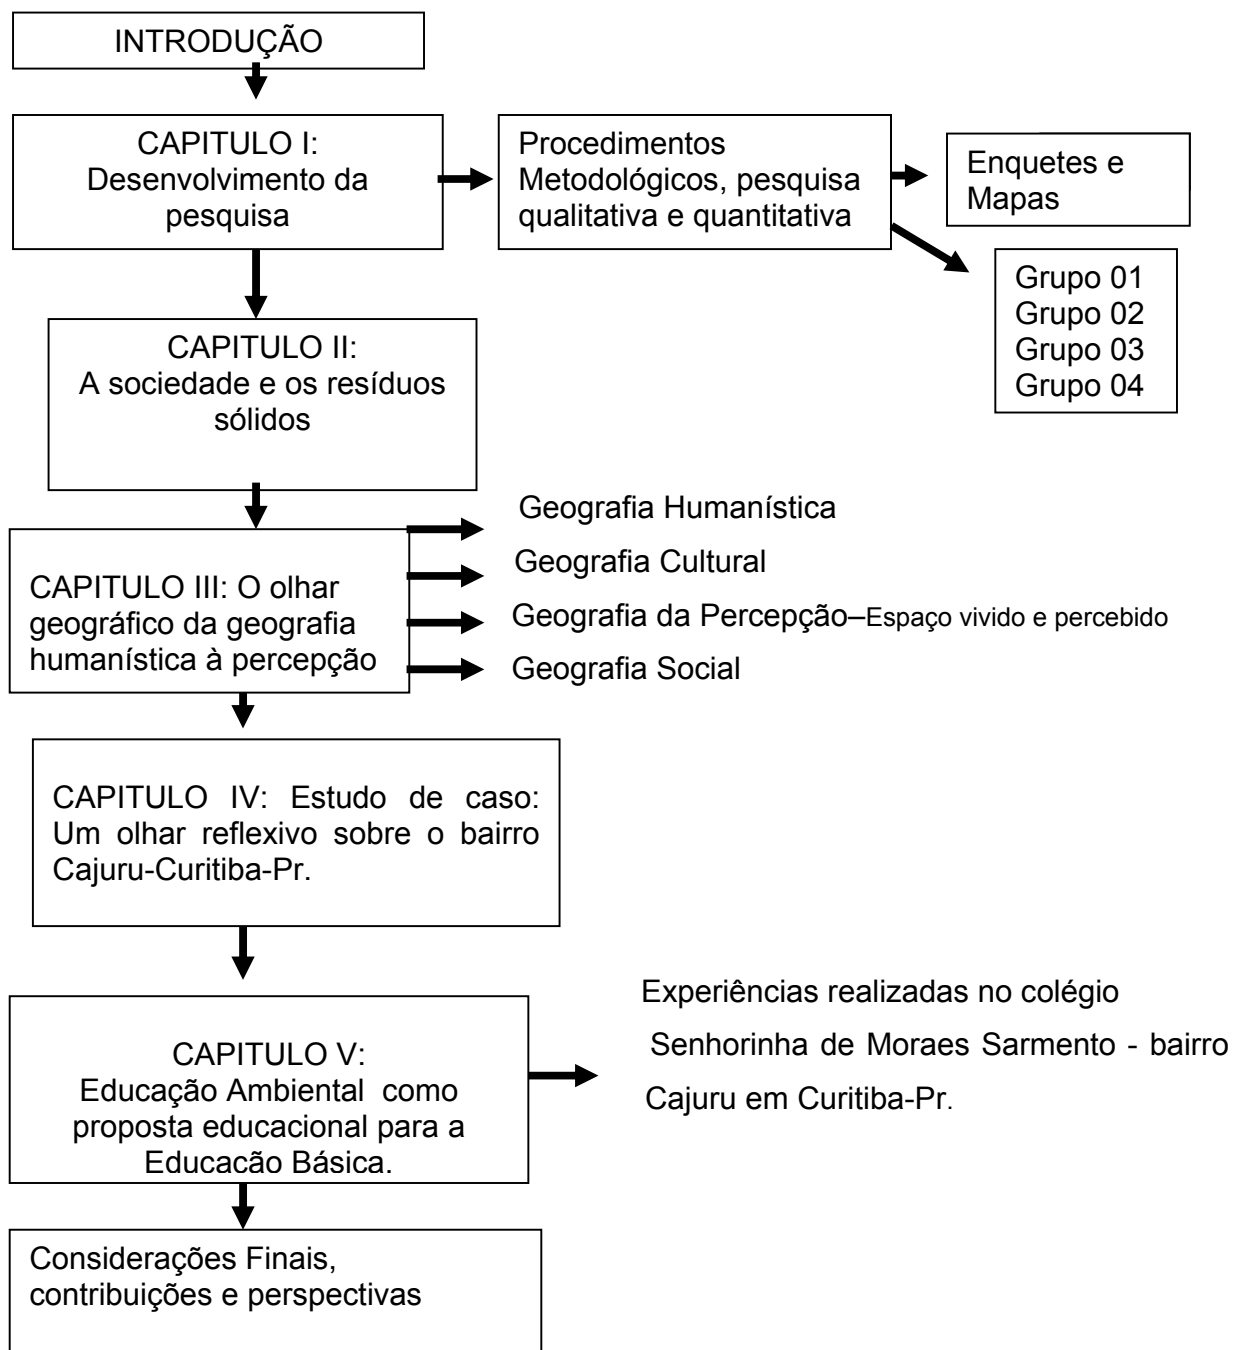 INTRODUÇÃO
CAPITULO I:
Desenvolvimento da
pesquisa
Procedimentos
Metodológicos, pesquisa
qualitativa e quantitativa
Enquetes e
Mapas
Grupo 01
Grupo 02
Grupo 03
Grupo 04
CAPITULO II:
A sociedade e os resíduos
sólidos
CAPITULO III: O olhar
geográfico da geografia
humanística à percepção
Geografia Humanística
Geografia Cultural
Geografia da Percepção–Espaço vivido e percebido
Geografia Social
CAPITULO IV: Estudo de caso:
Um olhar reflexivo sobre o bairro
Cajuru-Curitiba-Pr.
CAPITULO V:
Educação Ambiental como
proposta educacional para a
Educação Básica.
Experiências realizadas no colégio
Senhorinha de Moraes Sarmento - bairro
Cajuru em Curitiba-Pr.
Considerações Finais,
contribuições e perspectivas